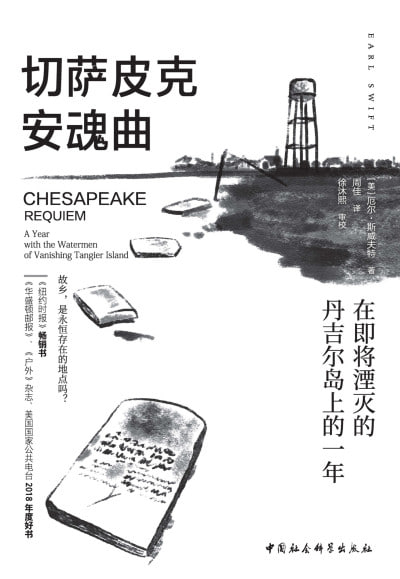 切萨皮克
安魂曲
CHESAPEAKE
REQUIEM
A Year
with the Watermen
of Vanishing Tangier Island
EARL SWIFT
[美] 厄尔·斯威夫特 著
周佳 译
徐沐熙 审校
在即将湮灭的
丹吉尔岛上的一年
故乡，是永恒存在的地点吗？
《纽约时报》畅销书
《华盛顿邮报》、《户外》杂志、美国国家公共电台 2018 年度好书
中国社会科学出版社